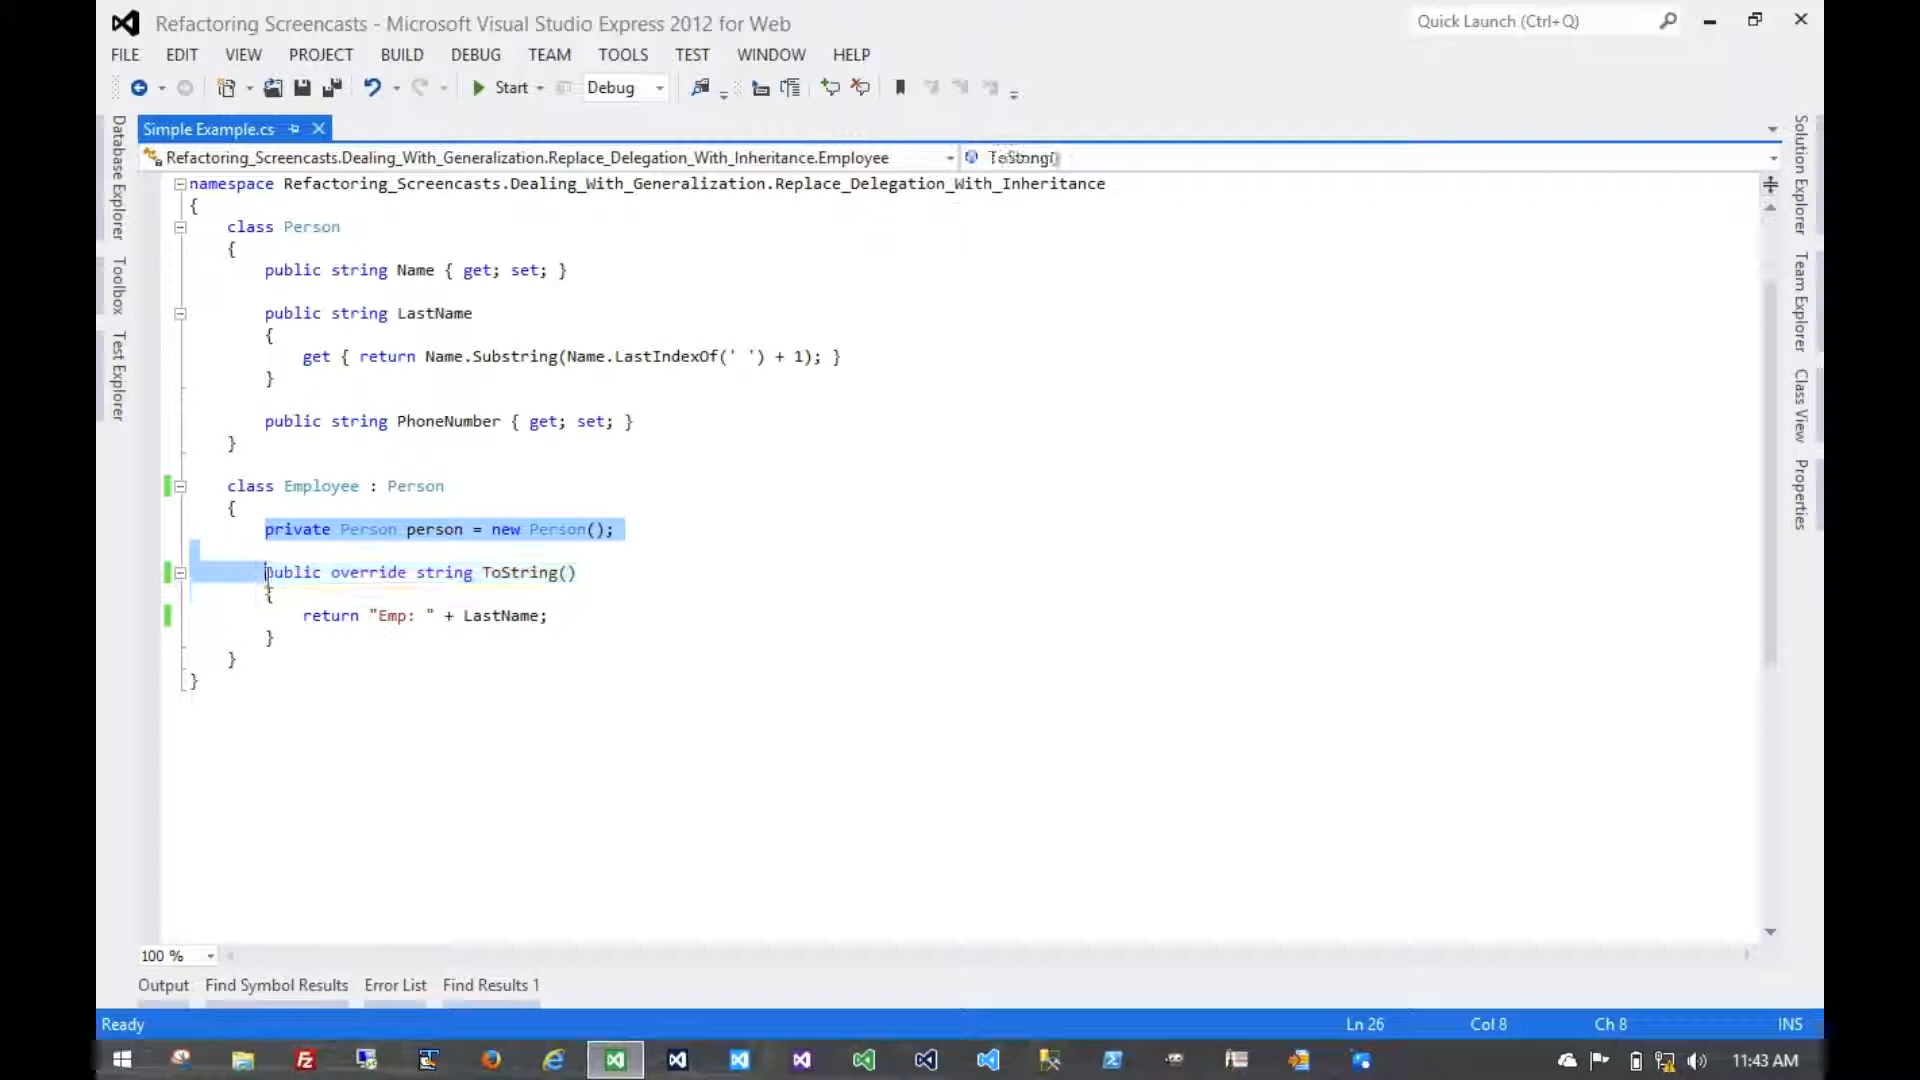 Refactoring Screencasts - Microsoft Visual Studio Express 2012 for Web
Quick Launch (Ctrl+Q)
FILE EDIT VIEW PROJECT BUILD DEBUG TEAM TOOLS TEST WINDOW HELP
Start Debug
Simple Example.cs
Refactoring_Screencasts.Dealing_With_Generalization.Replace_Delegation_With_Inheritance.Employee
ToString()
namespace Refactoring_Screencasts.Dealing_With_Generalization.Replace_Delegation_With_Inheritance
{
class Person
{
public string Name { get; set; }
public string LastName
{
get { return Name.Substring(Name.LastIndexOf(' ') + 1); }
}
public string PhoneNumber { get; set; }
}
class Employee : Person
{
private Person person = new Person();
public override string ToString()
{
return "Emp: " + LastName;
}
}
}
Database Explorer
Toolbox
Test Explorer
Solution Explorer
Team Explorer
Class View
Properties
100 %
Output Find Symbol Results Error List Find Results 1
Ready Ln 26 Col 8 Ch 8 INS
11:43 AM